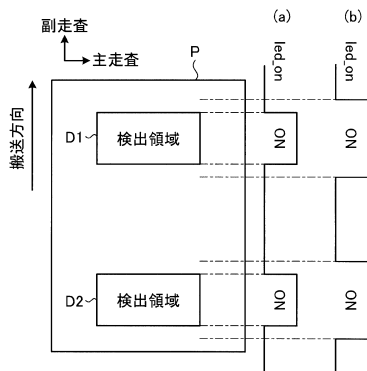 (a)
(b)
副走査
主走査
P
led_on
led_on
搬送方向
D1
検出領域
ON
ON
D2
検出領域
ON
ON